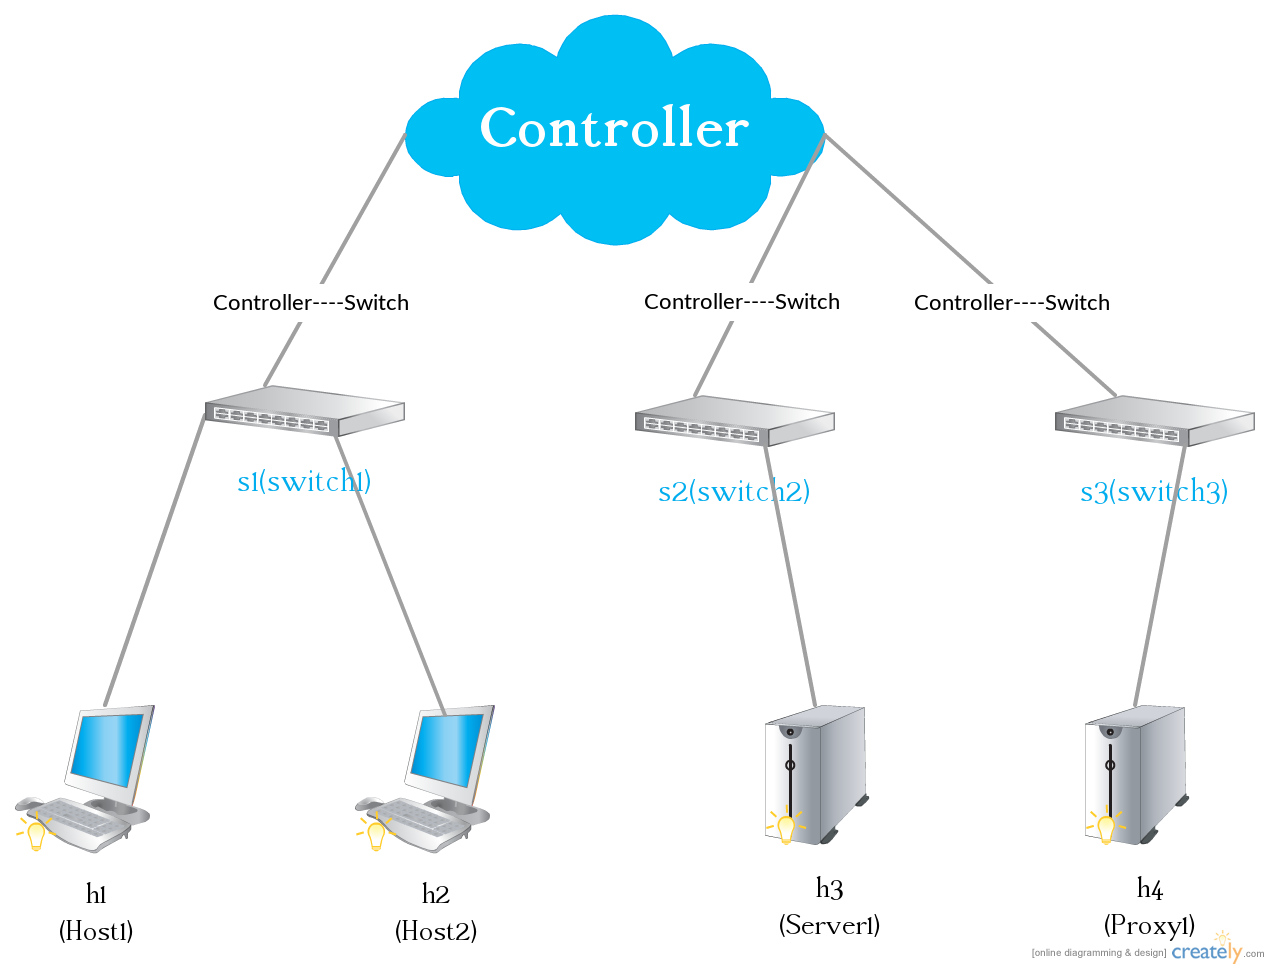 Controller
Controller----Switch
Controller----Switch
Controller----Switch
s1(switch1)
s2(switch2)
s3(switch3)
h1
(Host1)
h2
(Host2)
h3
(Server1)
h4
(Proxy1)
[online diagramming & design] creately.com